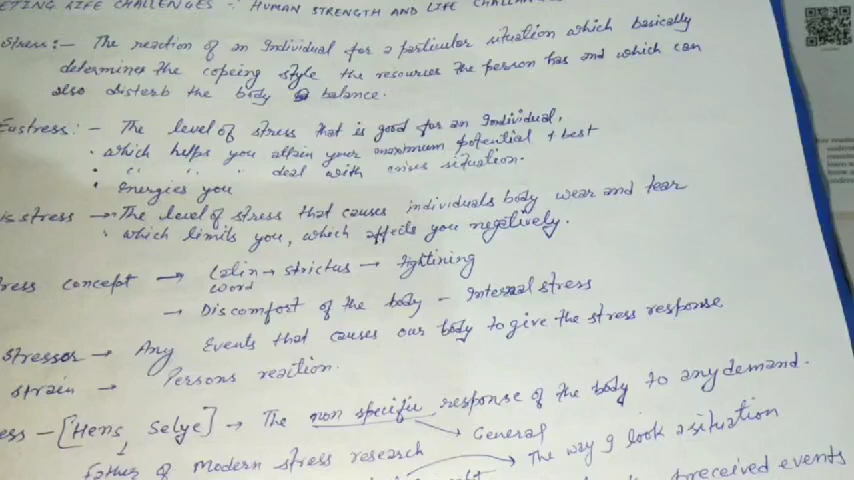 ETING LIFE CHALLENGES - HUMAN STRENGTH AND LIFE CHALLEN
Stress:- The reaction of an Individual for a particular situation which basically
determines the copeing style the resources the person has and which can
also disturb the body balance.
Eustress:- The level of stress that is good for an Individual,
• which helps you attain your maximum potential + best
• " " " deal with crises situation.
• energies you
is stress → The level of stress that causes individuals body wear and tear
• which limits you, which affects you negatively.
ress concept → Latin → strictus → Tightining
word
→ Discomfort of the body - Internal stress
Stressor → Any Events that causes our body to give the stress response
Strain → Persons reaction.
ess - [Hens, Selye] → The non specific response of the body to any demand.
→ General
Father of Modern stress research
→ The way I look a situation
preceived events